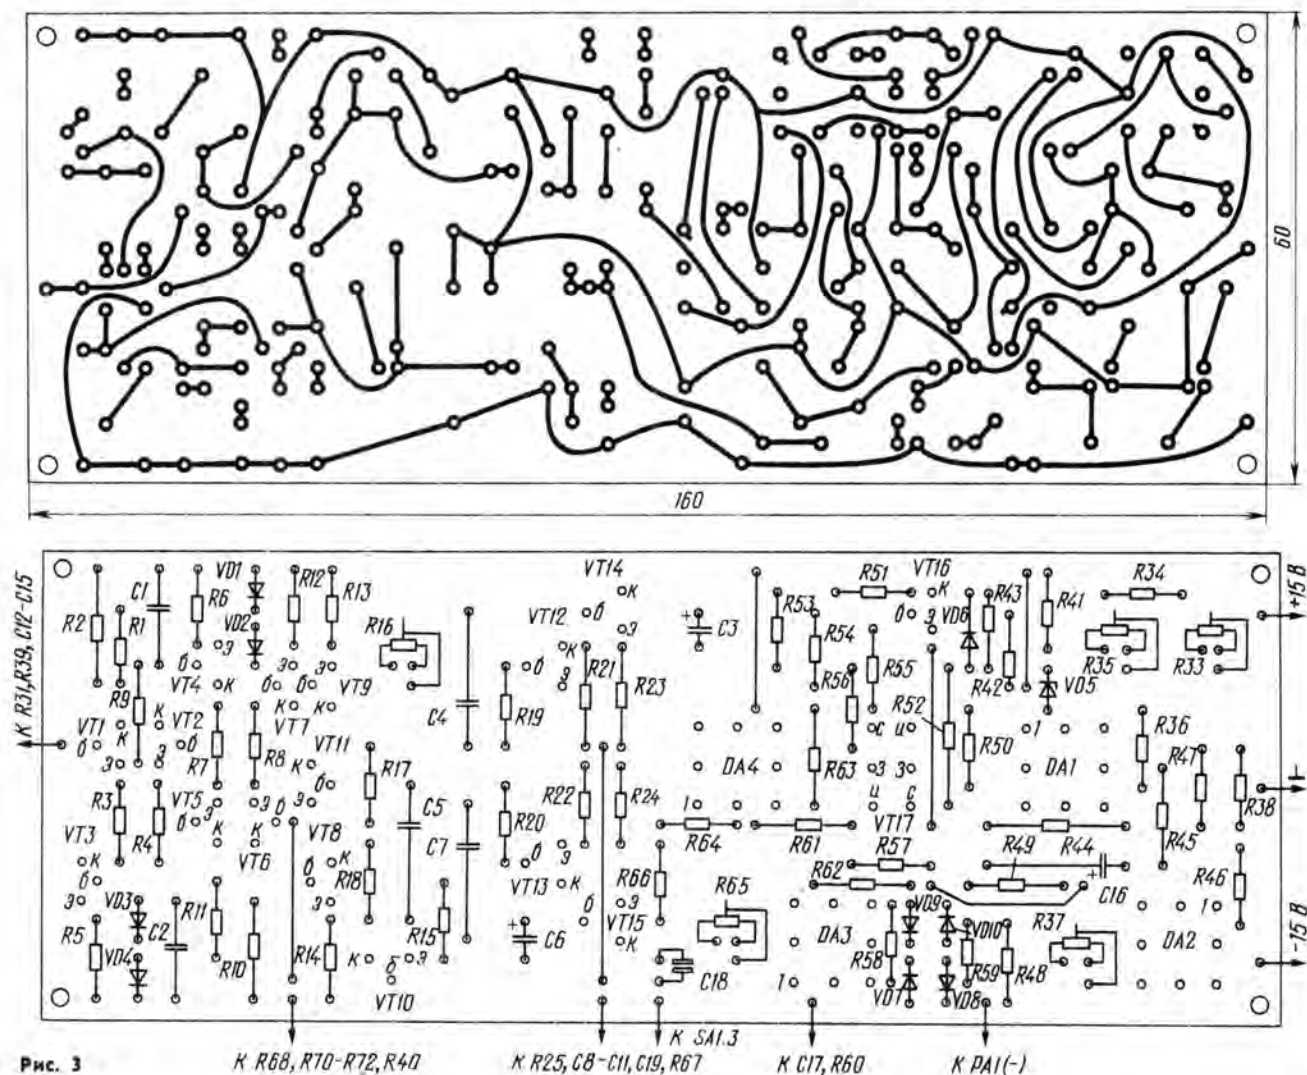 60
160
К R31, R39, C12-C15
R2
R1
C1
R6
VD1
R12
R13
VD2
R16
VT14
к
VT12
б
э
к
C3
R53
R51
R54
VT16
к
б
э
R43
VD6
R41
R34
+15 В
R9
б
VT4
э
к
э
б
э
б
VT9
C4
R19
б
э
R21
R23
R56
R55
R52
R42
VD5
R35
R33
VT1
б
к
э
VT2
к
б
э
R7
R8
VT7
к
к
VT11
к
б
э
R17
DA4
R63
с
и
з
з
и
с
R50
1
DA1
R36
R47
R38
R3
R4
VT5
э
б
к
э
б
к
VT6
VT8
C5
C7
R20
R22
R24
1
R64
R61
VT17
R57
R44
R45
VT3
к
б
э
б
к
э
R18
б
э
VT13
к
R66
R62
R49
C16
R46
VD3
R11
R15
б
э
VT15
к
R65
VD9
VD10
R37
1
R5
VD4
C2
R10
R14
к
б
э
VT10
C6
C18
DA3
1
R58
VD7
VD8
R59
R48
DA2
-15 В
К SA1.3
Рис. 3
К R68, R70-R72, R40
К R25, C8-C11, C19, R67
К C17, R60
К PA1(-)